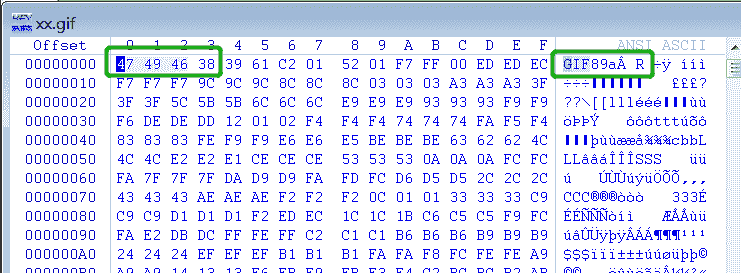 xx.gif
Offset 0 1 2 3 4 5 6 7 8 9 A B C D E F ANSI ASCII
00000000 47 49 46 38 39 61 C2 01 52 01 F7 FF 00 ED ED EC GIF89aÂ R ÷ÿ ííì
00000010 F7 F7 F7 9C 9C 9C 8C 8C 8C 03 03 03 A3 A3 A3 3F ÷÷÷ £££?
00000020 3F 3F 5C 5B 5B 6C 6C 6C E9 E9 E9 93 93 93 F9 F5 ??\[[lllééé ùõ
00000030 F6 DE DE DD 12 01 02 F4 F4 F4 74 74 74 FA F5 F4 öÞÞÝ ôôôtttúõô
00000040 83 83 83 FE F9 F9 E6 E6 E5 BE BE BE 63 62 62 4C þùùææå¾¾¾cbbL
00000050 4C 4C E2 E2 E1 CE CE CE 53 53 53 0A 0A 0A FC FC LLââáÎÎÎSSS üü
00000060 FA 7F 7F 7F DA D9 D9 FA FD FC D6 D5 D5 2C 2C 2C ú ÚÙÙúýüÖÕÕ,,,
00000070 43 43 43 AE AE AE F2 F2 F2 0C 01 01 33 33 33 C9 CCC®®®òòò 333É
00000080 C9 C9 D1 D1 D1 F2 ED EC 1C 1C 1B C6 C5 C5 F9 FC ÉÉÑÑÑòíì ÆÅÅùü
00000090 FA E2 DB DC FF FE FF C2 C1 C1 B6 B6 B6 B9 B9 B9 úâÛÜÿþÿÂÁÁ¶¶¶¹¹¹
000000A0 24 24 24 EF EF EF B1 B1 B1 FA FA F8 FC FE FE A9 $$$ïïï±±±úúøüþþ©